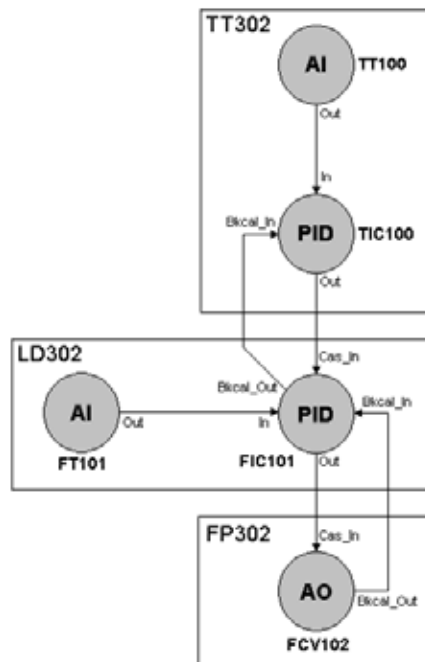 TT302
AI
TT100
Out
In
Bkcal_In
PID
TIC100
Out
LD302
Cas_In
Bkcal_Out
Bkcal_In
AI
Out
In
PID
FT101
FIC101
Out
FP302
Cas_In
AO
Bkcal_Out
FCV102